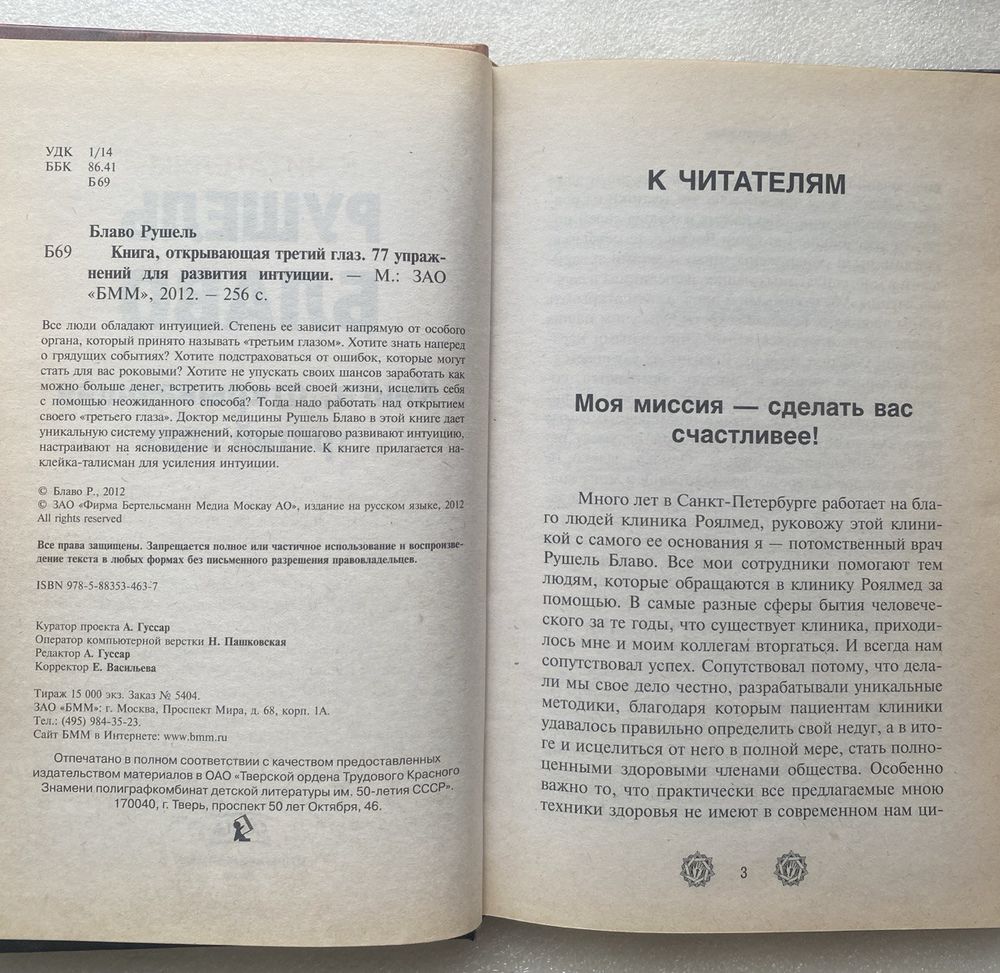 УДК 1/14
ББК 86.41
Б69
Блаво Рушель
Б69 Книга, открывающая третий глаз. 77 упраж-
нений для развития интуиции. — М.: ЗАО
«БММ», 2012. — 256 с.
Все люди обладают интуицией. Степень ее зависит напрямую от особого
органа, который принято называть «третьим глазом». Хотите знать наперед
о грядущих событиях? Хотите подстраховаться от ошибок, которые могут
стать для вас роковыми? Хотите не упускать своих шансов заработать как
можно больше денег, встретить любовь всей своей жизни, исцелить себя
с помощью неожиданного способа? Тогда надо работать над открытием
своего «третьего глаза». Доктор медицины Рушель Блаво в этой книге дает
уникальную систему упражнений, которые пошагово развивают интуицию,
настраивают на ясновидение и яснослышание. К книге прилагается на-
клейка-талисман для усиления интуиции.
© Блаво Р., 2012
© ЗАО «Фирма Бертельсманн Медиа Москау АО», издание на русском языке, 2012
All rights reserved
Все права защищены. Запрещается полное или частичное использование и воспроизве-
дение текста в любых формах без письменного разрешения правовладельцев.
ISBN 978-5-88353-463-7
Куратор проекта А. Гуссар
Оператор компьютерной верстки Н. Пашковская
Редактор А. Гуссар
Корректор Е. Васильева
Тираж 15 000 экз. Заказ № 5404.
ЗАО «БММ»: г. Москва, Проспект Мира, д. 68, корп. 1А.
Тел.: (495) 984-35-23.
Сайт БММ в Интернете: www.bmm.ru
Отпечатано в полном соответствии с качеством предоставленных
издательством материалов в ОАО «Тверской ордена Трудового Красного
Знамени полиграфкомбинат детской литературы им. 50-летия СССР».
170040, г. Тверь, проспект 50 лет Октября, 46.
К ЧИТАТЕЛЯМ
Моя миссия — сделать вас
счастливее!
Много лет в Санкт-Петербурге работает на бла-
го людей клиника Роялмед, руковожу этой клини-
кой с самого ее основания я — потомственный врач
Рушель Блаво. Все мои сотрудники помогают тем
людям, которые обращаются в клинику Роялмед за
помощью. В самые разные сферы бытия человече-
ского за те годы, что существует клиника, приходи-
лось мне и моим коллегам вторгаться. И всегда нам
сопутствовал успех. Сопутствовал потому, что дела-
ли мы свое дело честно, разрабатывали уникальные
методики, благодаря которым пациентам клиники
удавалось правильно определить свой недуг, а в ито-
ге и исцелиться от него в полной мере, стать полно-
ценными здоровыми членами общества. Особенно
важно то, что практически все предлагаемые мною
техники здоровья не имеют в современном нам ци-
3